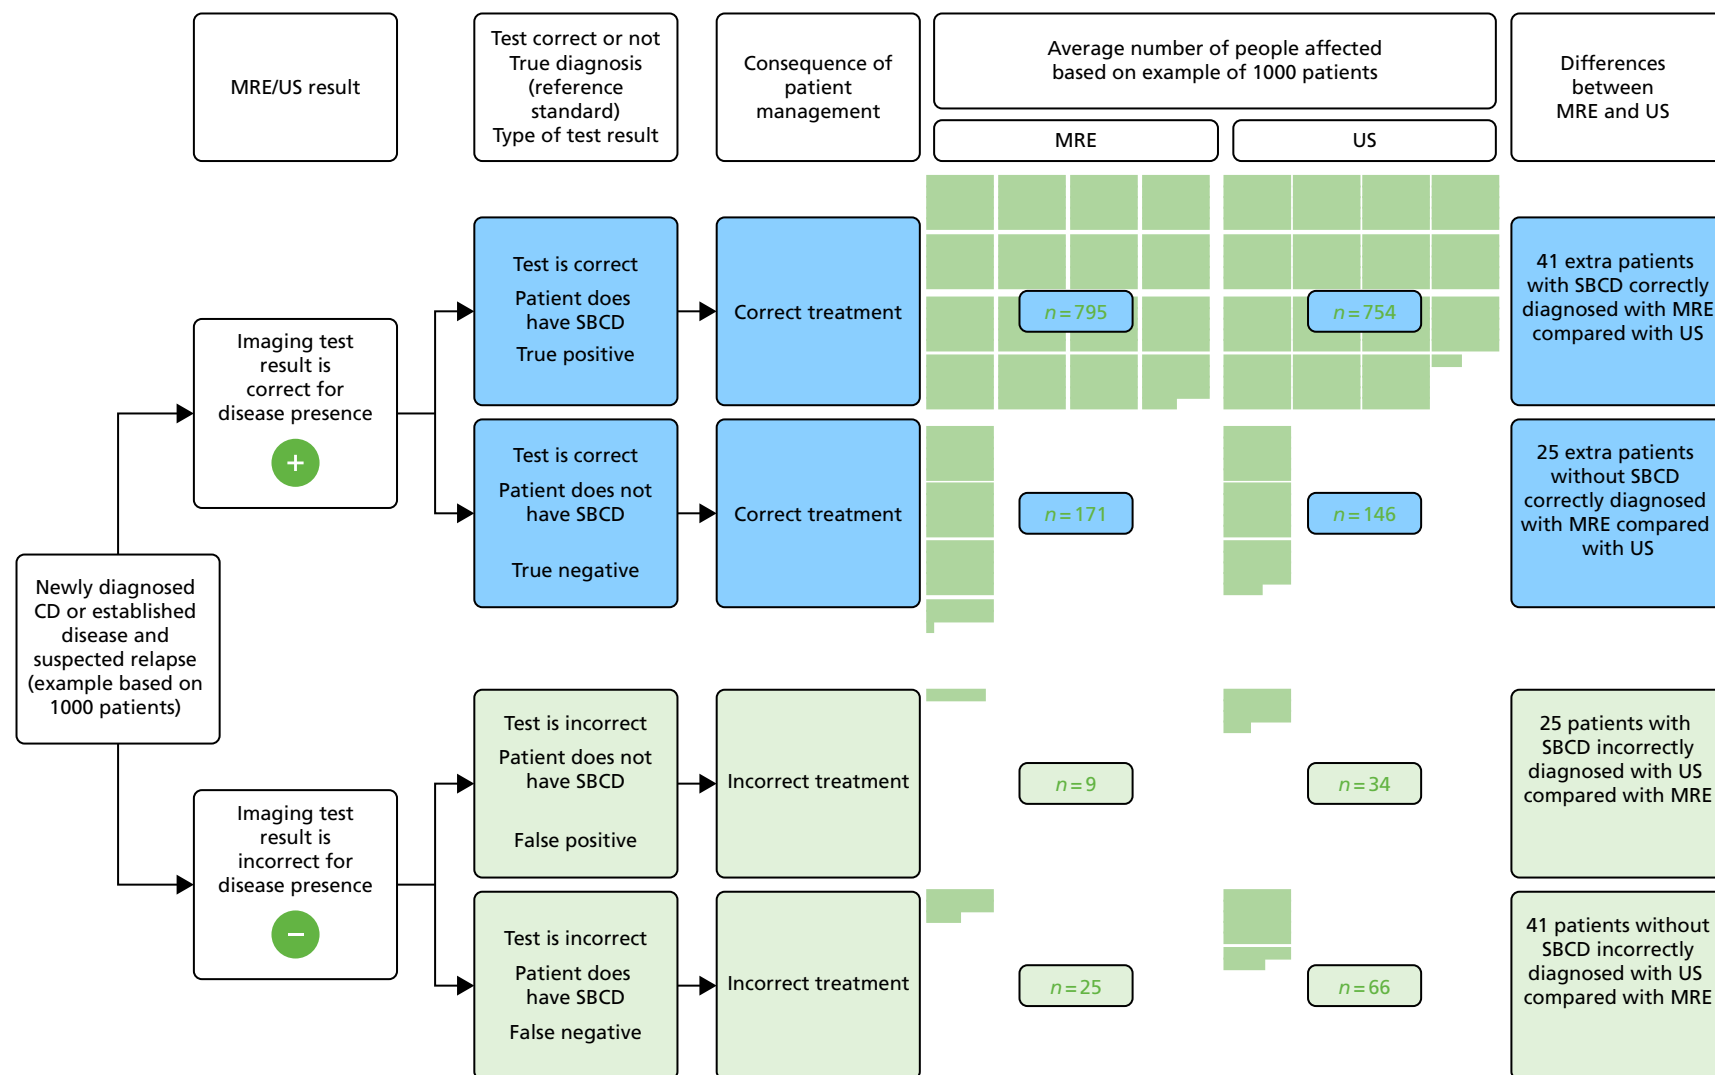 MRE/US result
Test correct or not
True diagnosis
(reference
standard)
Type of test result
Consequence of
patient
management
Average number of people affected
based on example of 1000 patients
MRE
US
Differences
between
MRE and US
Newly diagnosed
CD or established
disease and
suspected relapse
(example based on
1000 patients)
Imaging test
result is
correct for
disease presence
+
Test is correct
Patient does
have SBCD
True positive
Correct treatment
n=795
n=754
41 extra patients
with SBCD correctly
diagnosed with MRE
compared with US
Test is correct
Patient does not
have SBCD
True negative
Correct treatment
n=171
n=146
25 extra patients
without SBCD
correctly diagnosed
with MRE compared
with US
Imaging test
result is
incorrect for
disease presence
−
Test is incorrect
Patient does not
have SBCD
False positive
Incorrect treatment
n=9
n=34
25 patients with
SBCD incorrectly
diagnosed with US
compared with MRE
Test is incorrect
Patient does
have SBCD
False negative
Incorrect treatment
n=25
n=66
41 patients without
SBCD incorrectly
diagnosed with US
compared with MRE